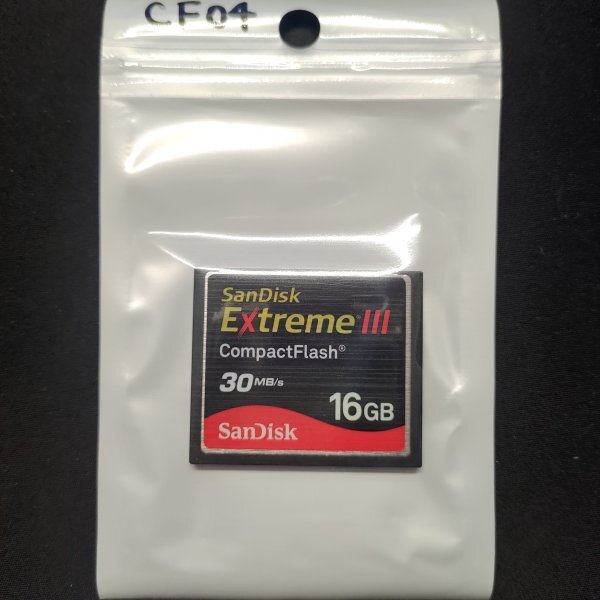 CF04
SanDisk
Extreme III
CompactFlash®
30MB/s
16GB
SanDisk